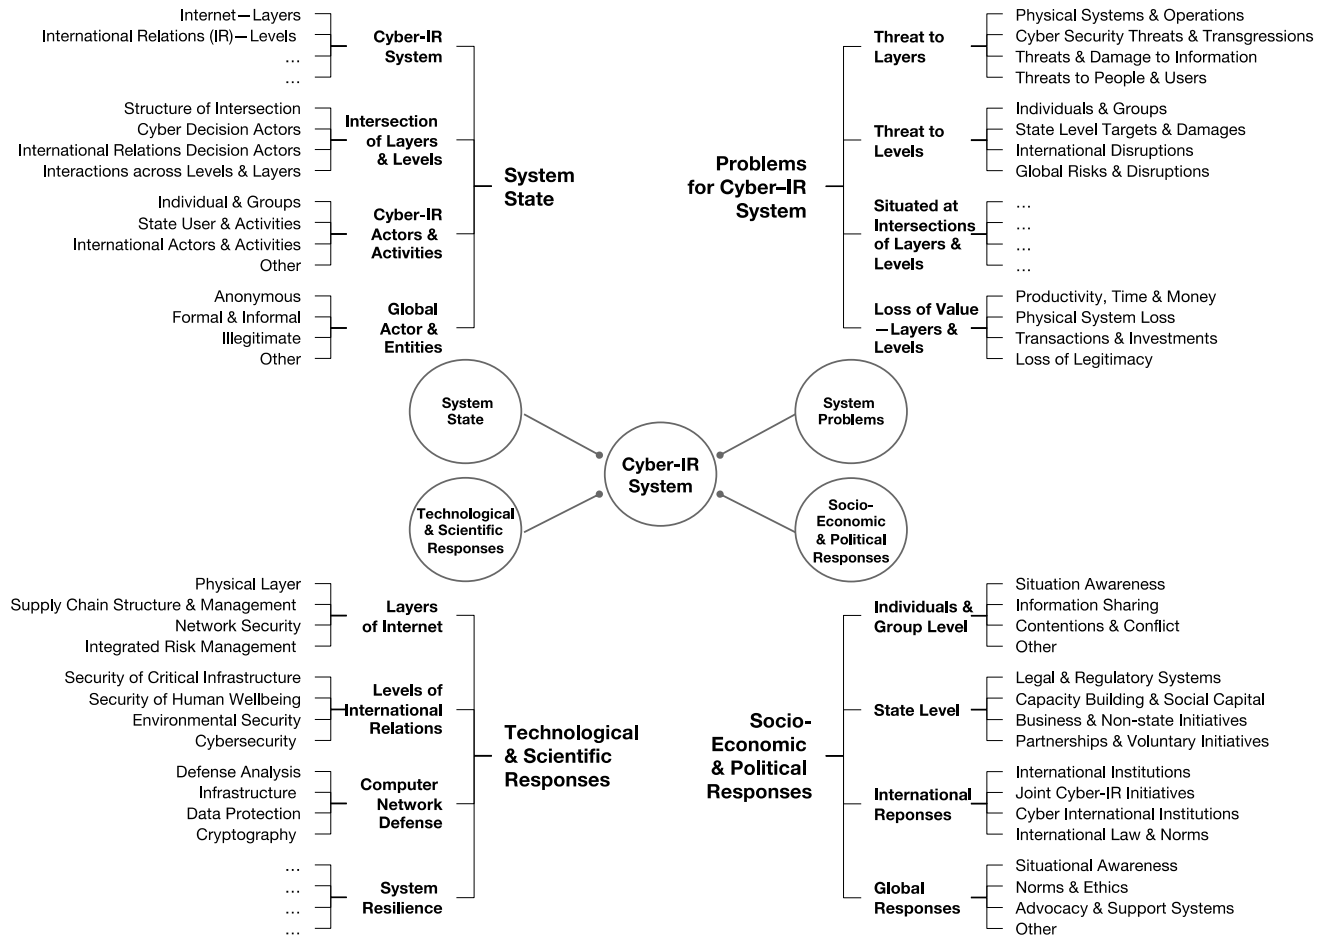 Internet—Layers
International Relations (IR)—Levels
…
…
Cyber-IR
System
Structure of Intersection
Cyber Decision Actors
International Relations Decision Actors
Interactions across Levels & Layers
Intersection
of Layers
& Levels
Individual & Groups
State User & Activities
International Actors & Activities
Other
Cyber-IR
Actors &
Activities
Anonymous
Formal & Informal
Illegitimate
Other
Global
Actor &
Entities
System
State
Problems
for Cyber–IR
System
Threat to
Layers
Physical Systems & Operations
Cyber Security Threats & Transgressions
Threats & Damage to Information
Threats to People & Users
Threat to
Levels
Individuals & Groups
State Level Targets & Damages
International Disruptions
Global Risks & Disruptions
Situated at
Intersections
of Layers &
Levels
…
…
…
…
Loss of Value
—Layers &
Levels
Productivity, Time & Money
Physical System Loss
Transactions & Investments
Loss of Legitimacy
System
State
System
Problems
Cyber-IR
System
Technological
& Scientific
Responses
Socio-
Economic
& Political
Responses
Physical Layer
Supply Chain Structure & Management
Network Security
Integrated Risk Management
Layers
of Internet
Security of Critical Infrastructure
Security of Human Wellbeing
Environmental Security
Cybersecurity
Levels of
International
Relations
Defense Analysis
Infrastructure
Data Protection
Cryptography
Computer
Network
Defense
…
…
…
…
System
Resilience
Technological
& Scientific
Responses
Socio-
Economic
& Political
Responses
Individuals &
Group Level
Situation Awareness
Information Sharing
Contentions & Conflict
Other
State Level
Legal & Regulatory Systems
Capacity Building & Social Capital
Business & Non-state Initiatives
Partnerships & Voluntary Initiatives
International
Reponses
International Institutions
Joint Cyber-IR Initiatives
Cyber International Institutions
International Law & Norms
Global
Responses
Situational Awareness
Norms & Ethics
Advocacy & Support Systems
Other